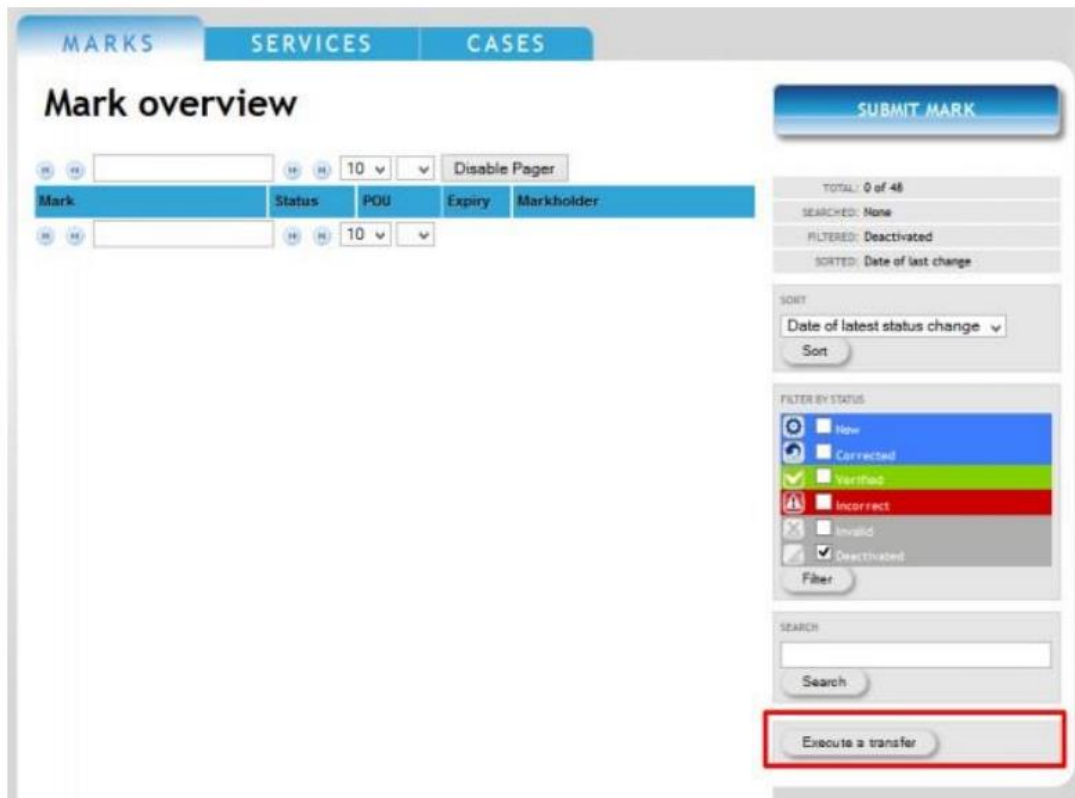 MARKS SERVICES CASES
Mark overview
SUBMIT MARK
10 Disable Pager
Mark Status POU Expiry Markholder
10
TOTAL: 0 of 48
SEARCHED: None
FILTERED: Deactivated
SORTED: Date of last change
SORT
Date of latest status change
Sort
FILTER BY STATUS
New
Corrected
Verified
Incorrect
Invalid
Deactivated
Filter
SEARCH
Search
Execute a transfer